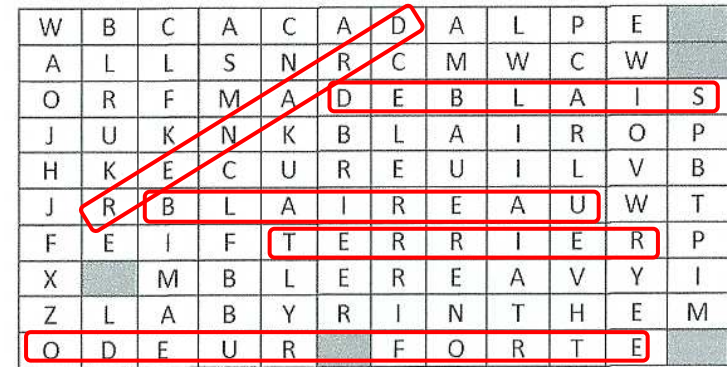 W B C A C A D A L P E
A L L S N R C M W C W
O R F M A D E B L A I S
J U K N K B L A I R O P
H K E C U R E U I L V B
J R B L A I R E A U W T
F E I F T E R R I E R P
X M B L E R E A V Y I
Z L A B Y R I N T H E M
O D E U R F O R T E